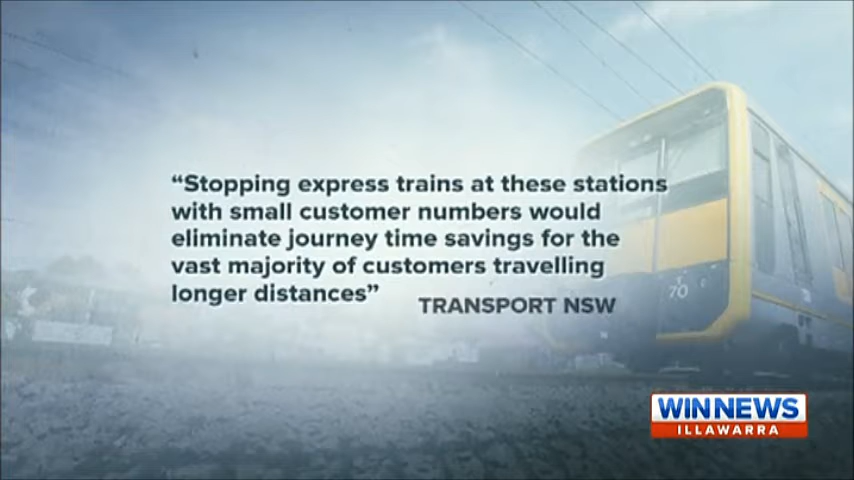 “Stopping express trains at these stations
with small customer numbers would
eliminate journey time savings for the
vast majority of customers travelling
longer distances”
TRANSPORT NSW
70
WIN NEWS
ILLAWARRA